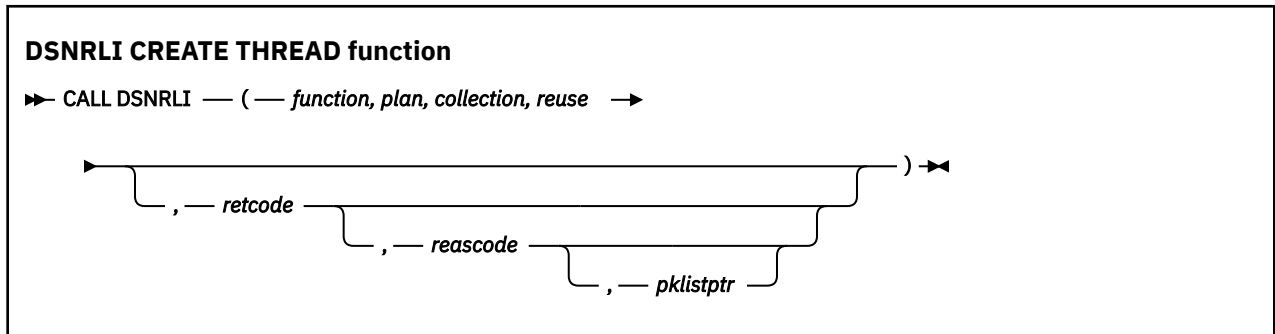 DSNRLI CREATE THREAD function
CALL DSNRLI ( function, plan, collection, reuse
)
, retcode
, reascode
, pklistptr